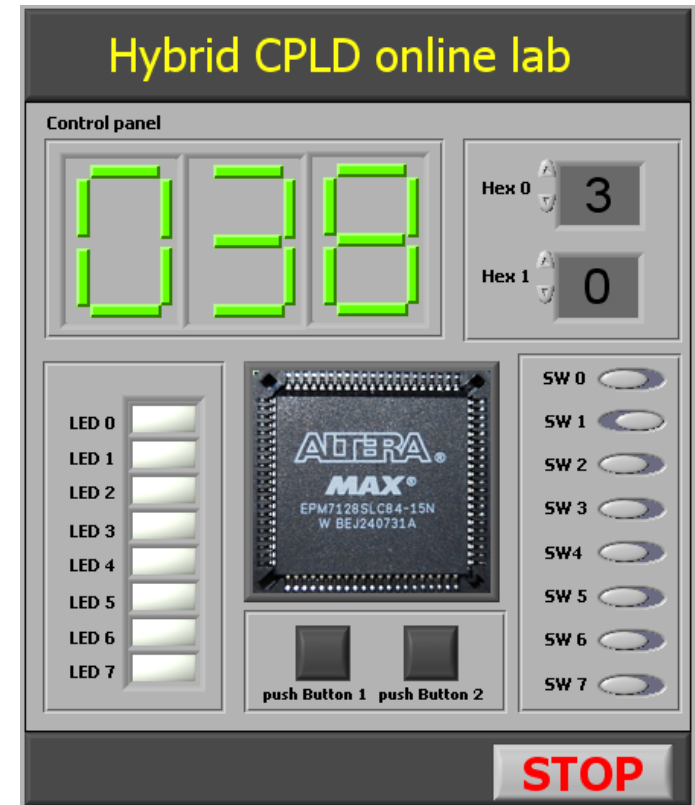 Hybrid CPLD online lab
Control panel
038
Hex 0 3
Hex 1 0
LED 0
LED 1
LED 2
LED 3
LED 4
LED 5
LED 6
LED 7
ALTERA®
MAX®
EPM7128SLC84-15N
W BEJ240731A
push Button 1 push Button 2
SW 0
SW 1
SW 2
SW 3
SW4
SW 5
SW 6
SW 7
STOP